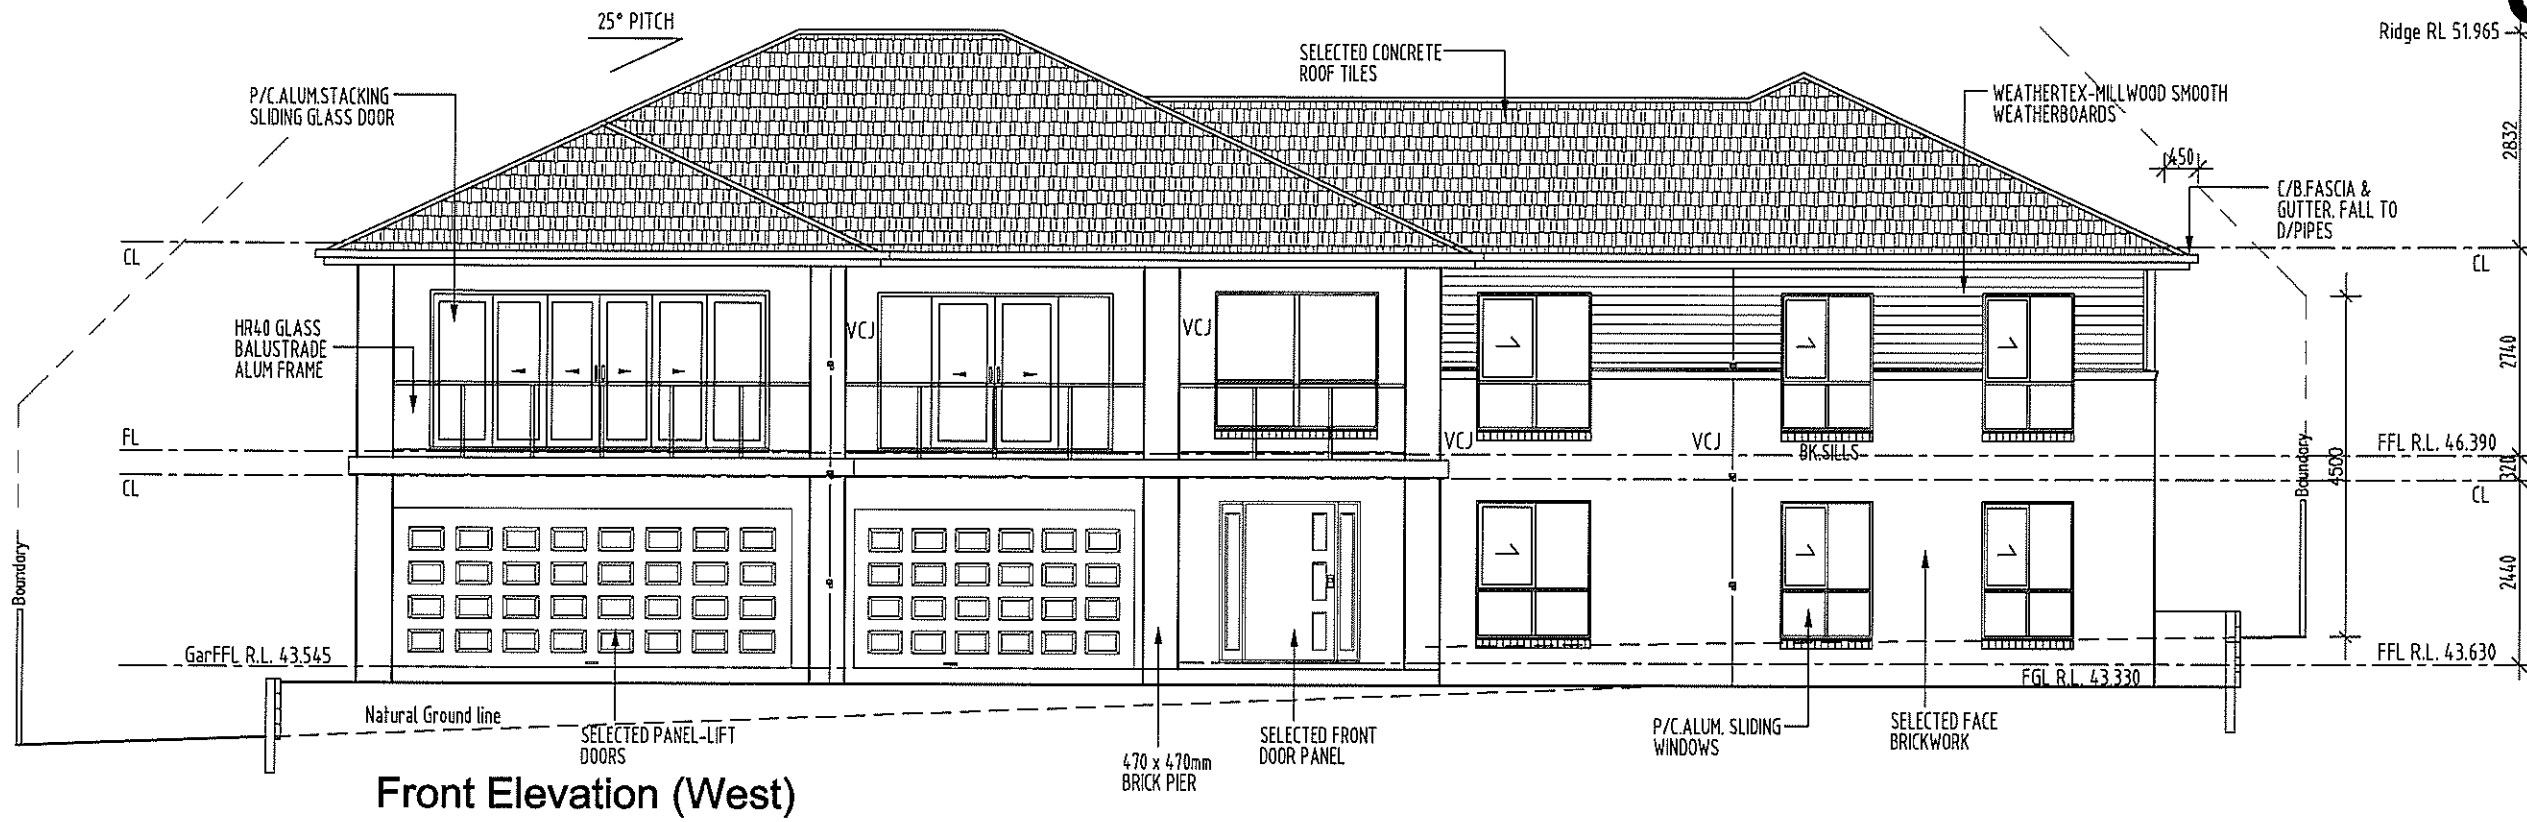 25° PITCH
Ridge RL 51.965
SELECTED CONCRETE
ROOF TILES
P/C.ALUM.STACKING
SLIDING GLASS DOOR
WEATHERTEX-MILLWOOD SMOOTH
WEATHERBOARDS
2832
450
C/B.FASCIA &
GUTTER. FALL TO
D/PIPES
CL
CL
HR40 GLASS
BALUSTRADE
ALUM FRAME
VCJ
VCJ
2740
FL
VCJ
VCJ
BK.SILLS
FFL R.L. 46.390
Boundary
4500
320
CL
CL
Boundary
2440
GarFFL R.L. 43.545
FFL R.L. 43.630
FGL R.L. 43.330
Natural Ground line
SELECTED PANEL-LIFT
DOORS
470 x 470mm
BRICK PIER
SELECTED FRONT
DOOR PANEL
P/C.ALUM. SLIDING
WINDOWS
SELECTED FACE
BRICKWORK
Front Elevation (West)